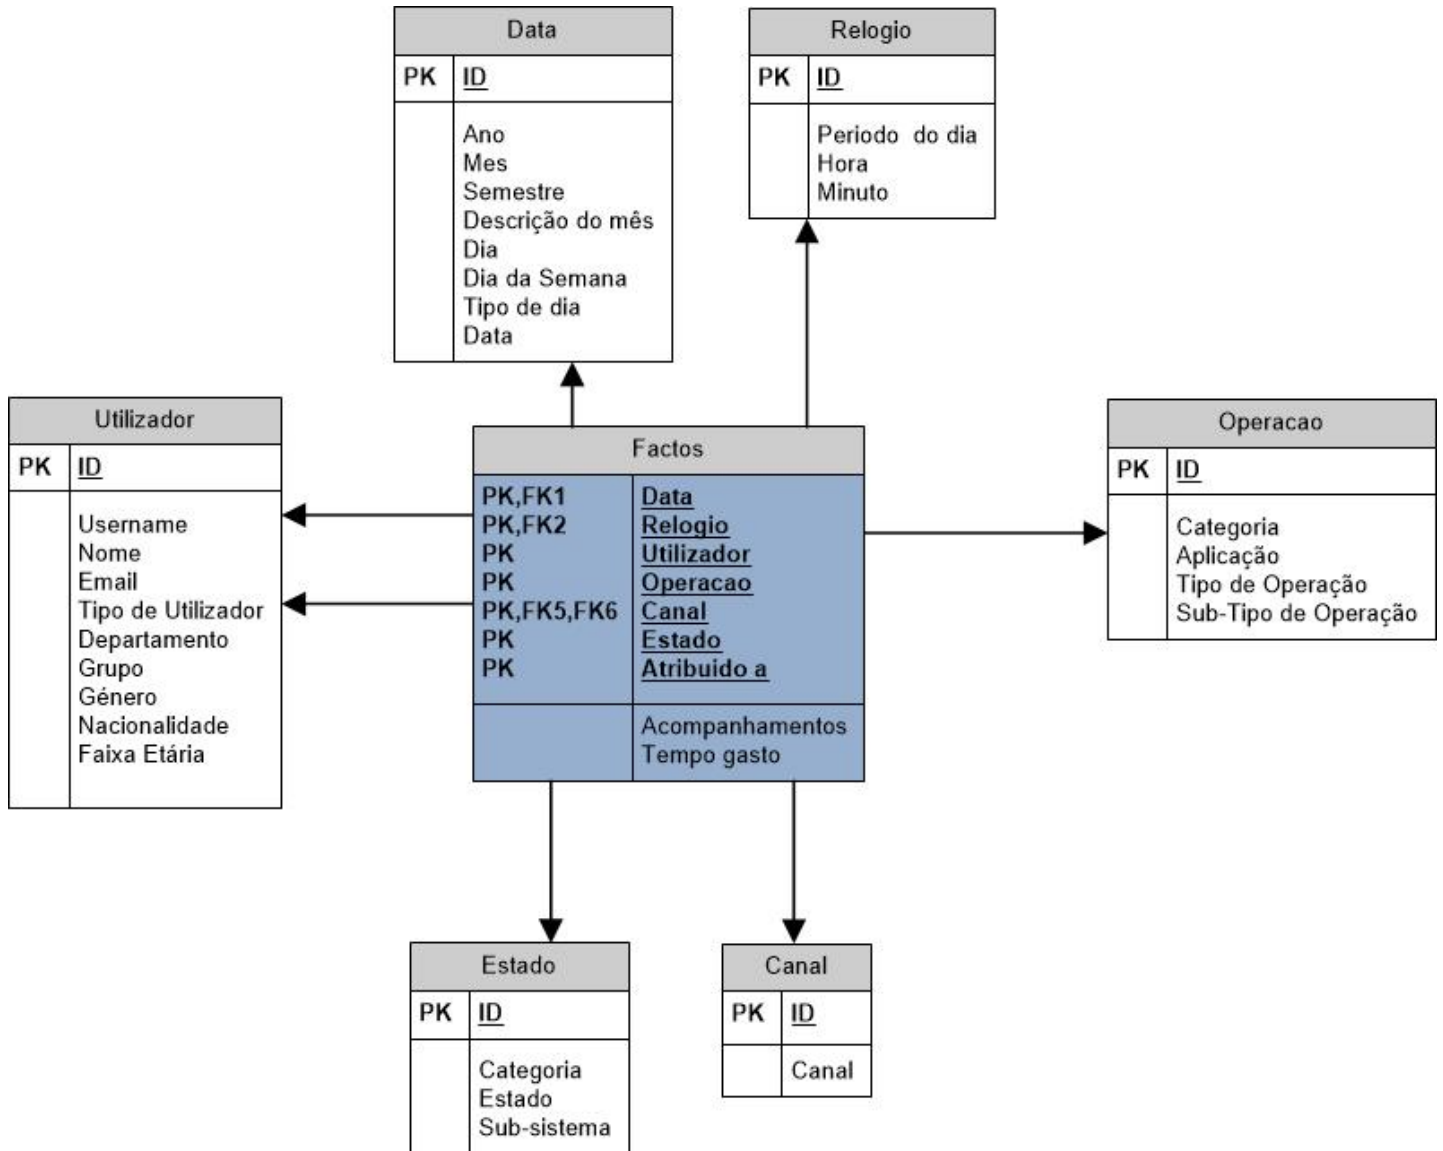 Data
PK ID
Ano
Mes
Semestre
Descrição do mês
Dia
Dia da Semana
Tipo de dia
Data
Relogio
PK ID
Periodo do dia
Hora
Minuto
Utilizador
PK ID
Username
Nome
Email
Tipo de Utilizador
Departamento
Grupo
Género
Nacionalidade
Faixa Etária
Factos
PK,FK1 Data
PK,FK2 Relogio
PK Utilizador
PK Operacao
PK,FK5,FK6 Canal
PK Estado
PK Atribuido a
Acompanhamentos
Tempo gasto
Operacao
PK ID
Categoria
Aplicação
Tipo de Operação
Sub-Tipo de Operação
Estado
PK ID
Categoria
Estado
Sub-sistema
Canal
PK ID
Canal